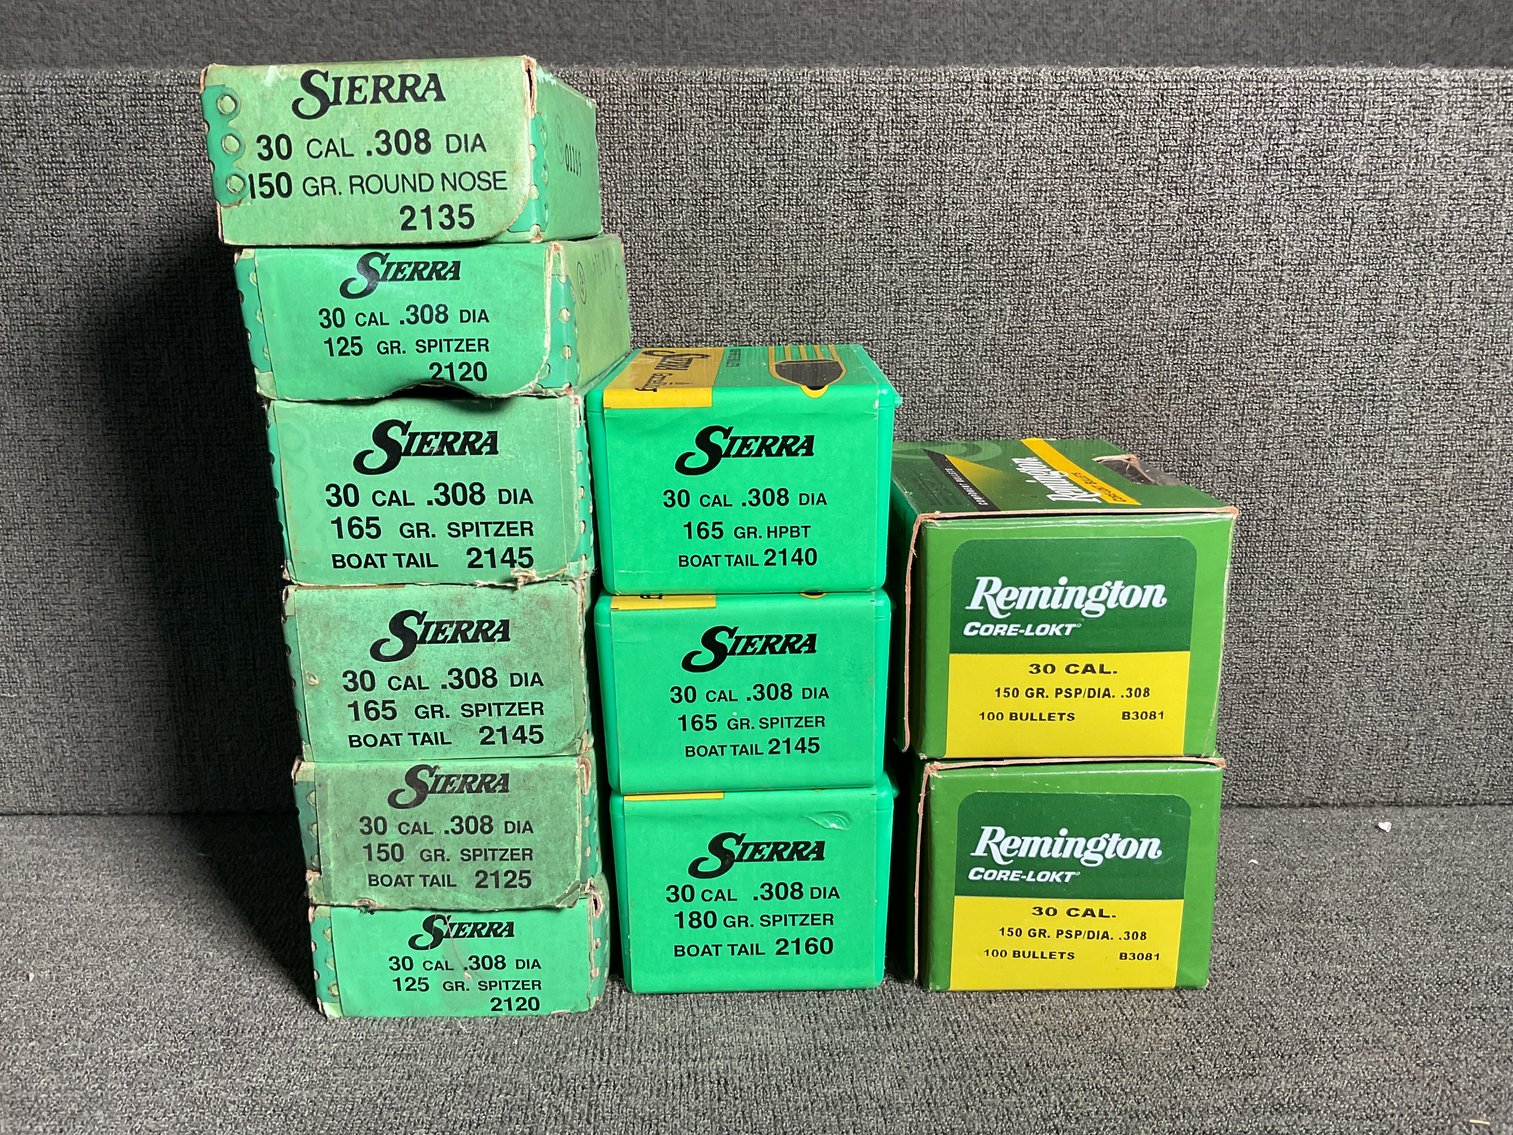 SIERRA
30 CAL .308 DIA
150 GR. ROUND NOSE
2135
SIERRA
30 CAL .308 DIA
125 GR. SPITZER
2120
SIERRA
30 CAL .308 DIA
165 GR. SPITZER
BOAT TAIL 2145
SIERRA
30 CAL .308 DIA
165 GR. SPITZER
BOAT TAIL 2145
SIERRA
30 CAL .308 DIA
150 GR. SPITZER
BOAT TAIL 2125
SIERRA
30 CAL .308 DIA
125 GR. SPITZER
2120
SIERRA
SIERRA
30 CAL .308 DIA
165 GR. HPBT
BOAT TAIL 2140
SIERRA
30 CAL .308 DIA
165 GR. SPITZER
BOAT TAIL 2145
SIERRA
30 CAL .308 DIA
180 GR. SPITZER
BOAT TAIL 2160
Remington
Remington
CORE-LOKT
30 CAL.
150 GR. PSP/DIA. .308
100 BULLETS B3081
Remington
CORE-LOKT
30 CAL.
150 GR. PSP/DIA. .308
100 BULLETS B3081